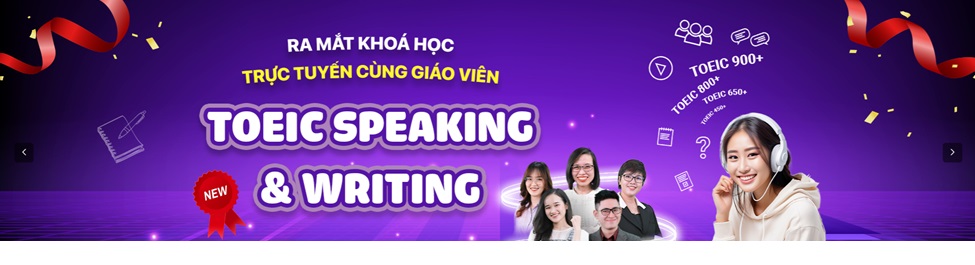 RA MẮT KHOÁ HỌC
TRỰC TUYẾN CÙNG GIÁO VIÊN
TOEIC SPEAKING
& WRITING
NEW
TOEIC 900+
TOEIC 800+
TOEIC 650+
TOEIC 450+